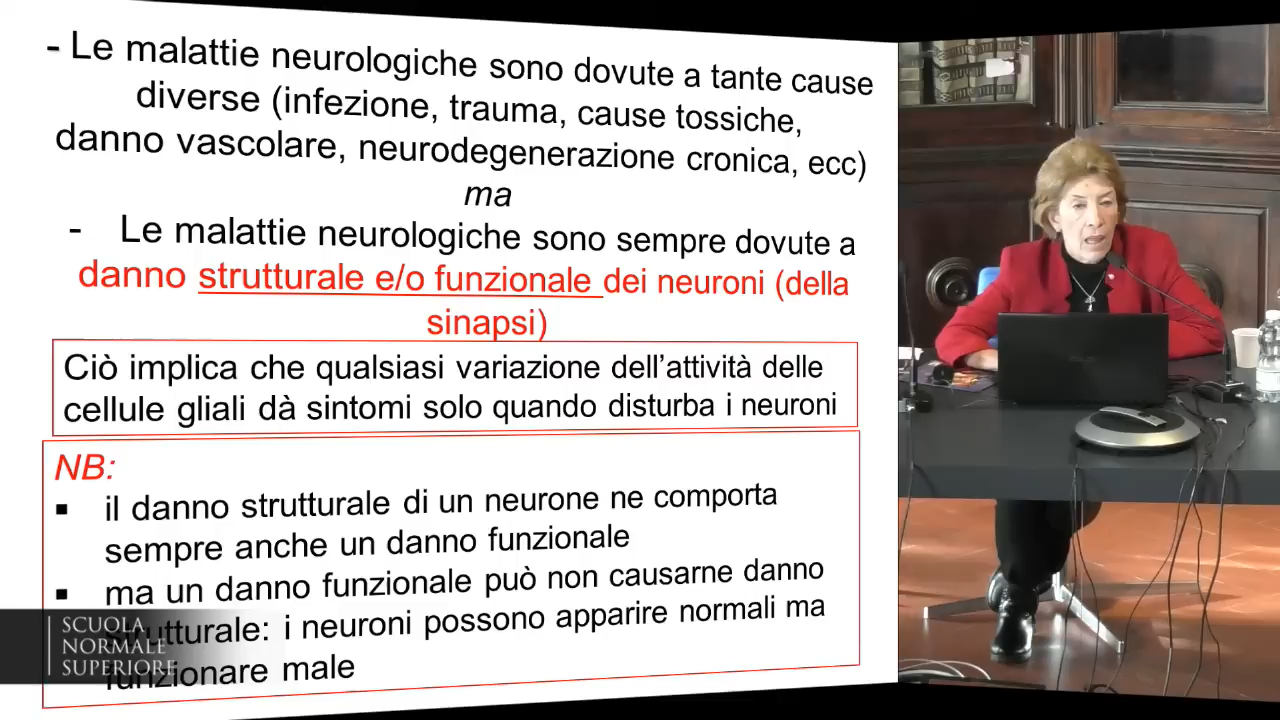 - Le malattie neurologiche sono dovute a tante cause
diverse (infezione, trauma, cause tossiche,
danno vascolare, neurodegenerazione cronica, ecc)
ma
- Le malattie neurologiche sono sempre dovute a
danno strutturale e/o funzionale dei neuroni (della
sinapsi)
Ciò implica che qualsiasi variazione dell'attività delle
cellule gliali dà sintomi solo quando disturba i neuroni
NB:
▪ il danno strutturale di un neurone ne comporta
sempre anche un danno funzionale
▪ ma un danno funzionale può non causarne danno
strutturale: i neuroni possono apparire normali ma
funzionare male
SCUOLA
NORMALE
SUPERIORE